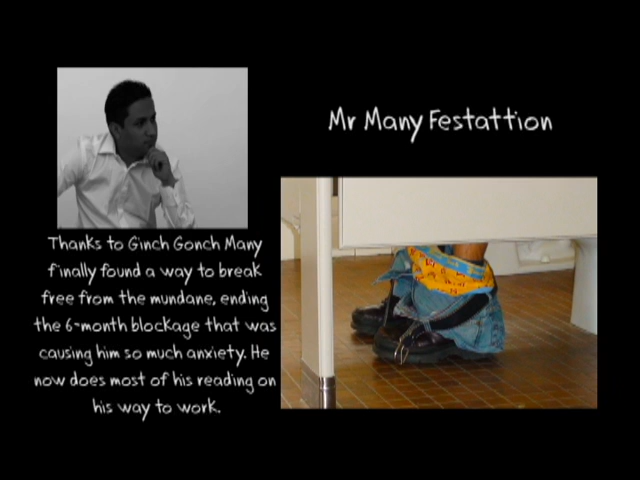 Mr Many Festattion
Thanks to Ginch Gonch Many
finally found a way to break
free from the mundane, ending
the 6-month blockage that was
causing him so much anxiety. He
now does most of his reading on
his way to work.